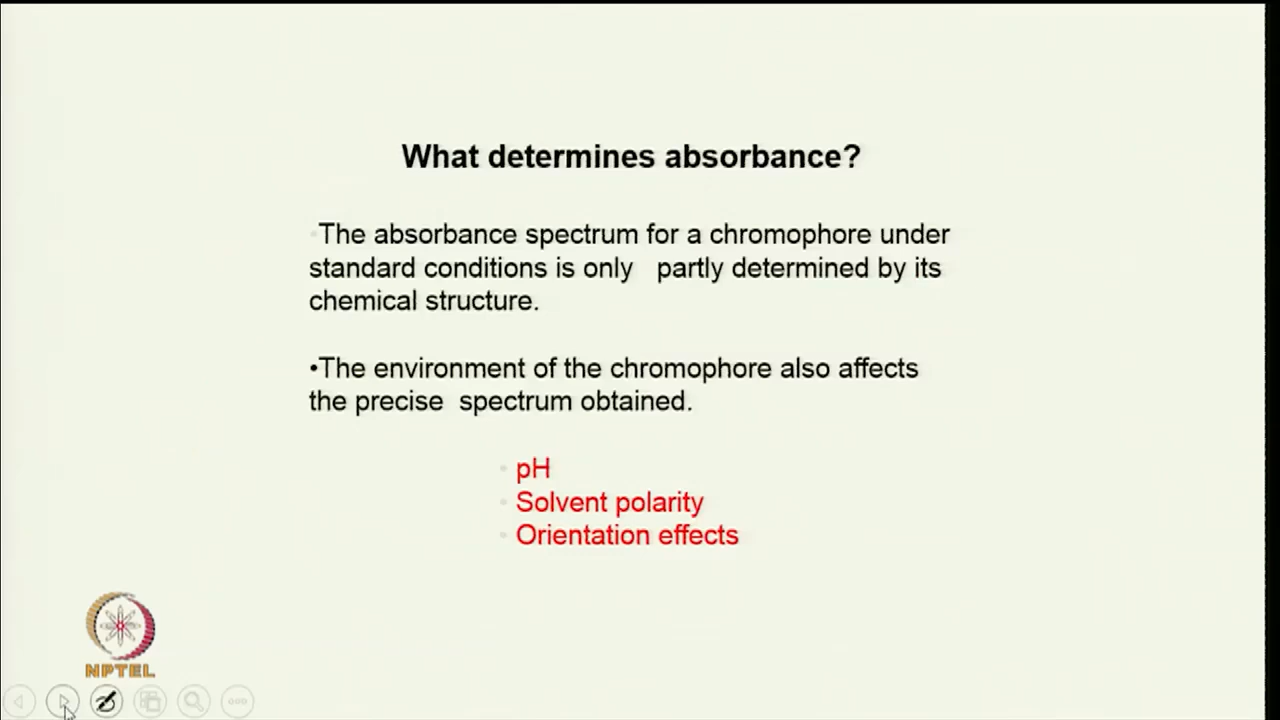 What determines absorbance?
•The absorbance spectrum for a chromophore under
standard conditions is only partly determined by its
chemical structure.
•The environment of the chromophore also affects
the precise spectrum obtained.
• pH
• Solvent polarity
• Orientation effects
NPTEL